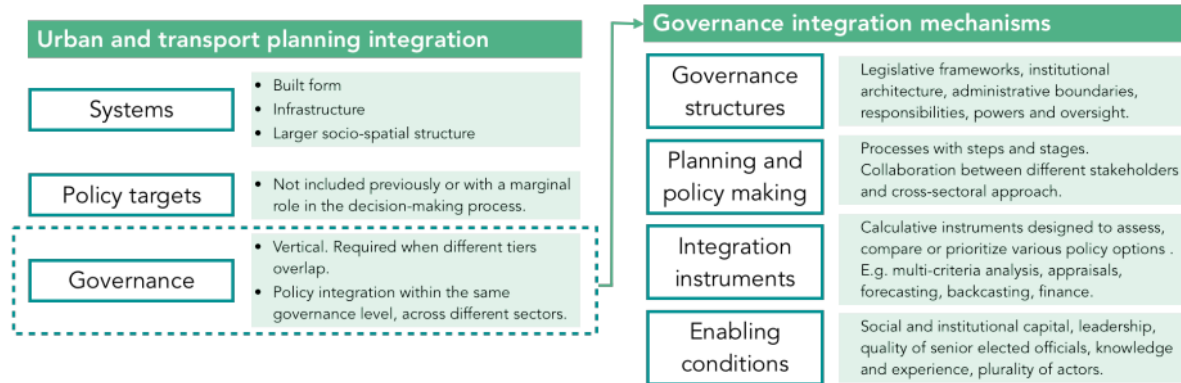 Urban and transport planning integration
Systems
• Built form
• Infrastructure
• Larger socio-spatial structure
Policy targets
• Not included previously or with a marginal
role in the decision-making process.
Governance
• Vertical. Required when different tiers
overlap.
• Policy integration within the same
governance level, across different sectors.
Governance integration mechanisms
Governance
structures
Legislative frameworks, institutional
architecture, administrative boundaries,
responsibilities, powers and oversight.
Planning and
policy making
Processes with steps and stages.
Collaboration between different stakeholders
and cross-sectoral approach.
Integration
instruments
Calculative instruments designed to assess,
compare or prioritize various policy options .
E.g. multi-criteria analysis, appraisals,
forecasting, backcasting, finance.
Enabling
conditions
Social and institutional capital, leadership,
quality of senior elected officials, knowledge
and experience, plurality of actors.